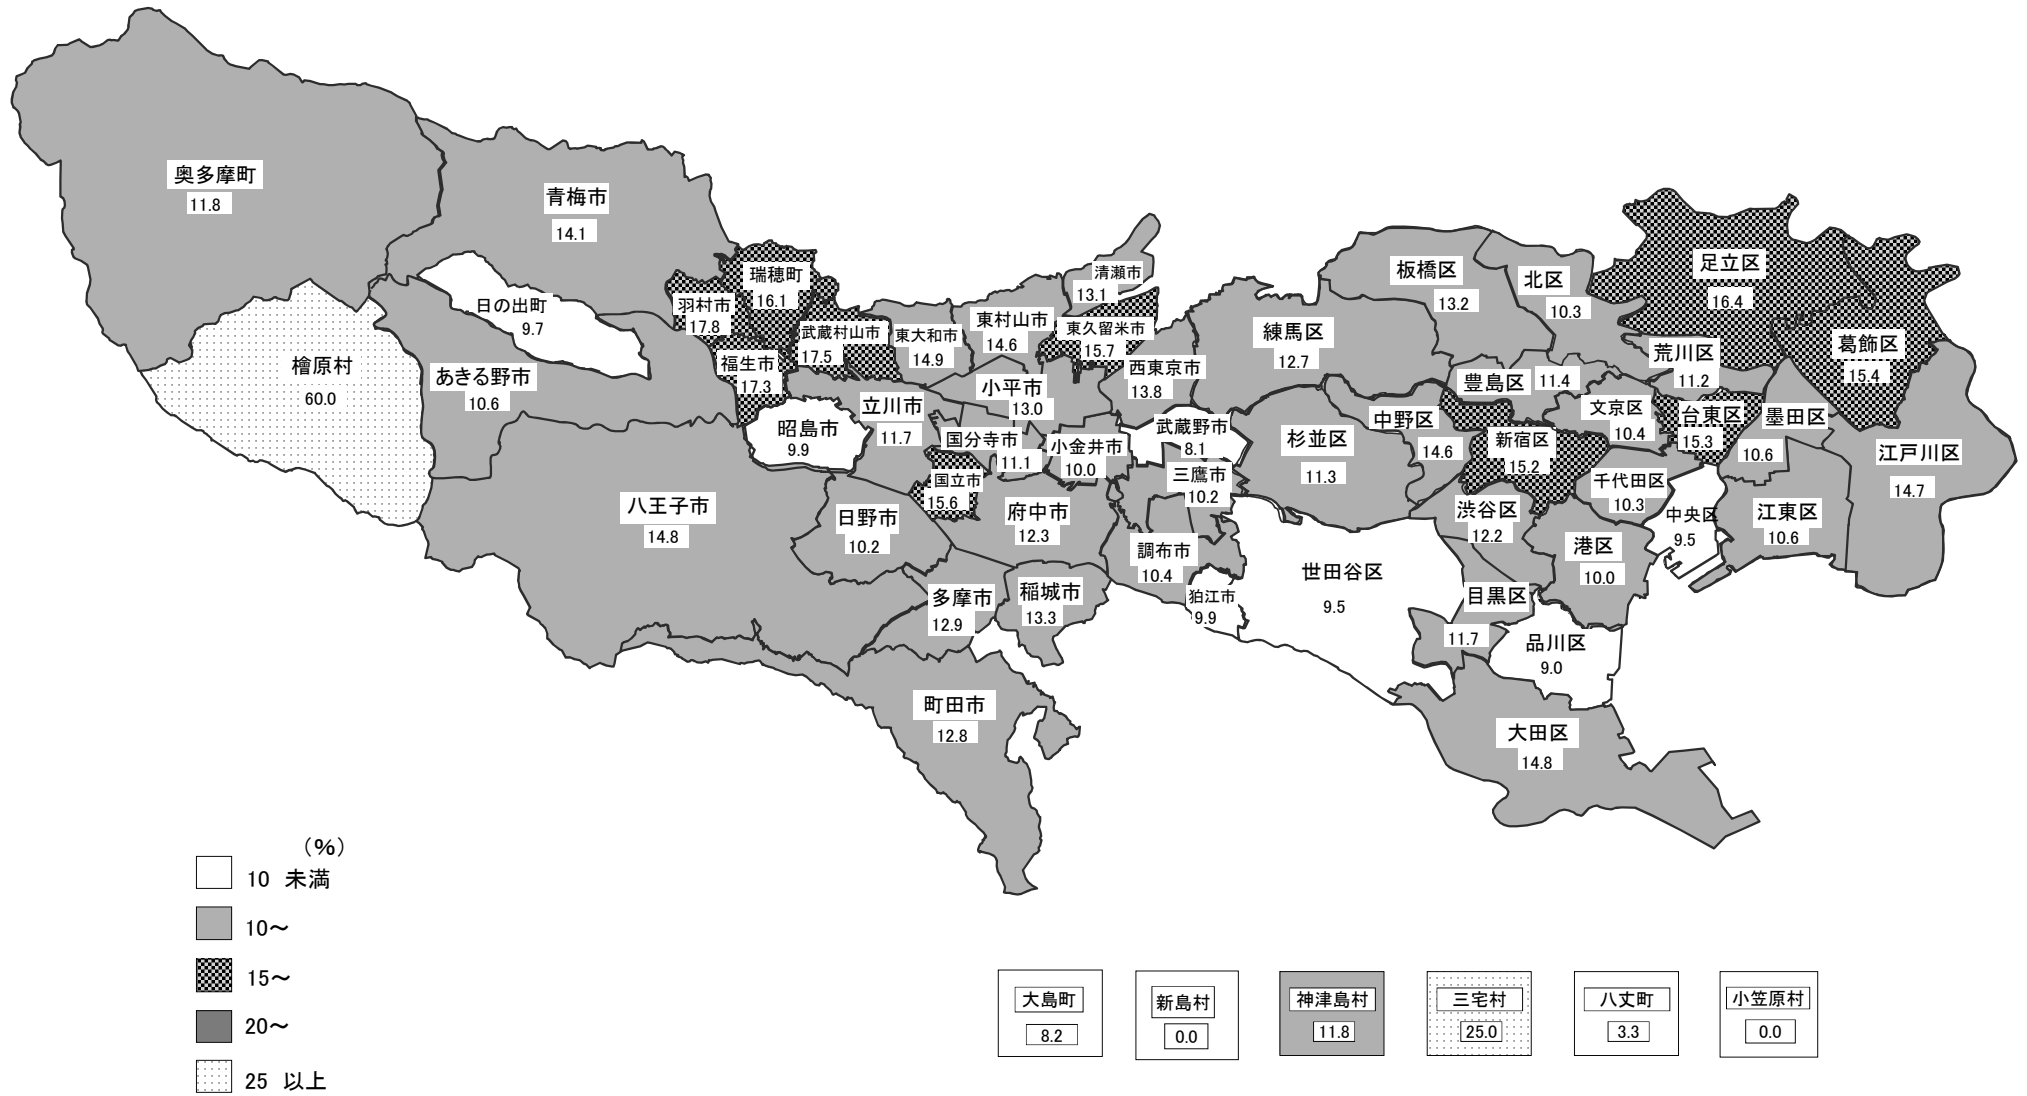 奥多摩町
11.8
青梅市
14.1
日の出町
9.7
檜原村
60.0
あきる野市
10.6
瑞穂町
16.1
羽村市
17.8
福生市
17.3
武蔵村山市
17.5
東大和市
14.9
東村山市
14.6
清瀬市
13.1
東久留米市
15.7
西東京市
13.8
小平市
13.0
立川市
11.7
昭島市
9.9
国分寺市
11.1
小金井市
10.0
武蔵野市
8.1
三鷹市
10.2
国立市
15.6
八王子市
14.8
日野市
10.2
府中市
12.3
調布市
10.4
狛江市
9.9
多摩市
12.9
稲城市
13.3
町田市
12.8
練馬区
12.7
板橋区
13.2
北区
10.3
足立区
16.4
葛飾区
15.4
荒川区
11.2
豊島区
11.4
文京区
10.4
台東区
15.3
墨田区
10.6
江戸川区
14.7
中野区
14.6
杉並区
11.3
新宿区
15.2
千代田区
10.3
中央区
9.5
江東区
10.6
渋谷区
12.2
港区
10.0
世田谷区
9.5
目黒区
11.7
品川区
9.0
大田区
14.8
（%）
10 未満
10～
15～
20～
25 以上
大島町
8.2
新島村
0.0
神津島村
11.8
三宅村
25.0
八丈町
3.3
小笠原村
0.0